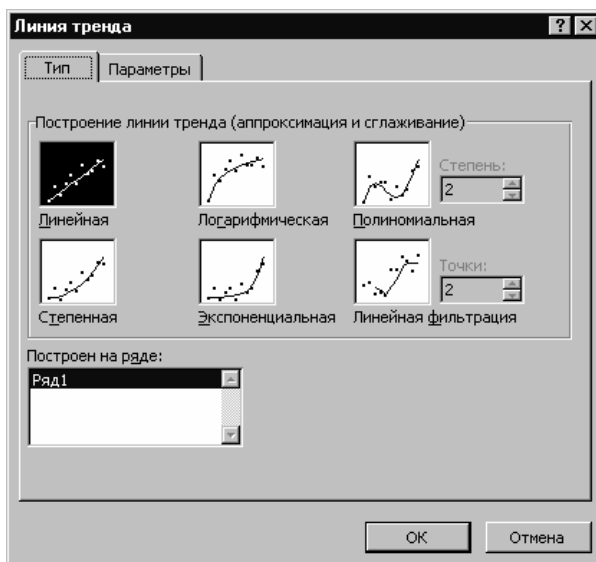 Линия тренда
Тип Параметры
Построение линии тренда (аппроксимация и сглаживание)
Линейная Логарифмическая Полиномиальная
Степень:
2
Степенная Экспоненциальная Линейная фильтрация
Точки:
2
Построен на ряде:
Ряд1
ОК Отмена